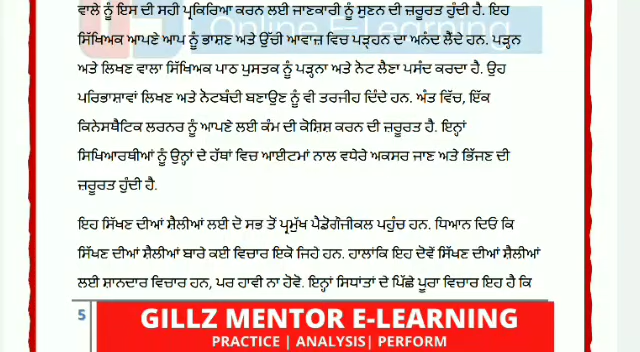 ਵਾਲੇ ਨੂੰ ਇਸ ਦੀ ਸਹੀ ਪ੍ਰਕਿਰਿਆ ਕਰਨ ਲਈ ਜਾਣਕਾਰੀ ਨੂੰ ਸੁਣਨ ਦੀ ਜ਼ਰੂਰਤ ਹੁੰਦੀ ਹੈ. ਇਹ
ਸਿੱਖਿਅਕ ਆਪਣੇ ਆਪ ਨੂੰ ਭਾਸ਼ਣ ਅਤੇ ਉੱਚੀ ਆਵਾਜ਼ ਵਿਚ ਪੜ੍ਹਨ ਦਾ ਅਨੰਦ ਲੈਂਦੇ ਹਨ. ਪੜ੍ਹਨ
ਅਤੇ ਲਿਖਣ ਵਾਲਾ ਸਿੱਖਿਅਕ ਪਾਠ ਪੁਸਤਕ ਨੂੰ ਪੜ੍ਹਨਾ ਅਤੇ ਨੋਟ ਲੈਣਾ ਪਸੰਦ ਕਰਦਾ ਹੈ. ਉਹ
ਪਰਿਭਾਸ਼ਾਵਾਂ ਲਿਖਣ ਅਤੇ ਨੋਟਬੰਦੀ ਬਣਾਉਣ ਨੂੰ ਵੀ ਤਰਜੀਹ ਦਿੰਦੇ ਹਨ. ਅੰਤ ਵਿੱਚ, ਇੱਕ
ਕਿਨੇਸਥੈਟਿਕ ਲਰਨਰ ਨੂੰ ਆਪਣੇ ਲਈ ਕੰਮ ਦੀ ਕੋਸ਼ਿਸ਼ ਕਰਨ ਦੀ ਜ਼ਰੂਰਤ ਹੈ. ਇਨ੍ਹਾਂ
ਸਿਖਿਆਰਥੀਆਂ ਨੂੰ ਉਨ੍ਹਾਂ ਦੇ ਹੱਥਾਂ ਵਿਚ ਆਈਟਮਾਂ ਨਾਲ ਵਧੇਰੇ ਅਕਸਰ ਜਾਣ ਅਤੇ ਭਿੱਜਣ ਦੀ
ਜ਼ਰੂਰਤ ਹੁੰਦੀ ਹੈ.
ਇਹ ਸਿੱਖਣ ਦੀਆਂ ਸ਼ੈਲੀਆਂ ਲਈ ਦੋ ਸਭ ਤੋਂ ਪ੍ਰਮੁੱਖ ਪੈਡੋਗੋਜੀਕਲ ਪਹੁੰਚ ਹਨ. ਧਿਆਨ ਦਿਓ ਕਿ
ਸਿੱਖਣ ਦੀਆਂ ਸ਼ੈਲੀਆਂ ਬਾਰੇ ਕਈ ਵਿਚਾਰ ਇਕੋ ਜਿਹੇ ਹਨ. ਹਾਲਾਂਕਿ ਇਹ ਦੋਵੇਂ ਸਿੱਖਣ ਦੀਆਂ ਸ਼ੈਲੀਆਂ
ਲਈ ਸ਼ਾਨਦਾਰ ਵਿਚਾਰ ਹਨ, ਪਰ ਹਾਵੀ ਨਾ ਹੋਵੋ. ਇਨ੍ਹਾਂ ਸਿਧਾਂਤਾਂ ਦੇ ਪਿੱਛੇ ਪੂਰਾ ਵਿਚਾਰ ਇਹ ਹੈ ਕਿ
5 GILLZ MENTOR E-LEARNING
PRACTICE | ANALYSIS| PERFORM